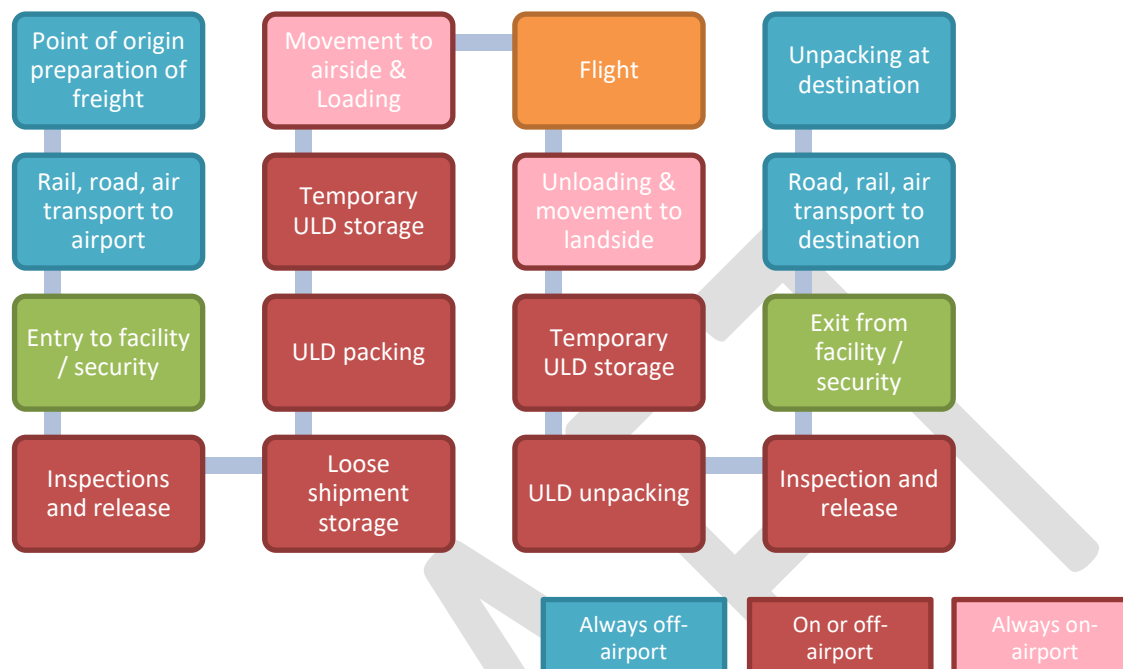 Point of origin
preparation of
freight
Rail, road, air
transport to
airport
Entry to facility
/ security
Inspections
and release
Loose
shipment
storage
ULD packing
Temporary
ULD storage
Movement to
airside &
Loading
Flight
Unloading &
movement to
landside
Temporary
ULD storage
ULD unpacking
Inspection and
release
Exit from
facility /
security
Road, rail, air
transport to
destination
Unpacking at
destination
Always off-
airport
On or off-
airport
Always on-
airport